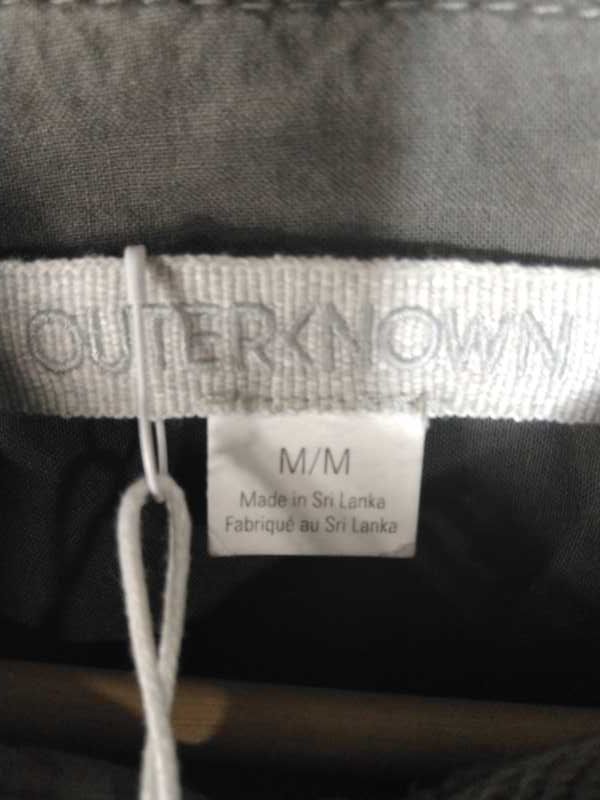 OUTERKNOWN
M/M
Made in Sri Lanka
Fabriqué au Sri Lanka